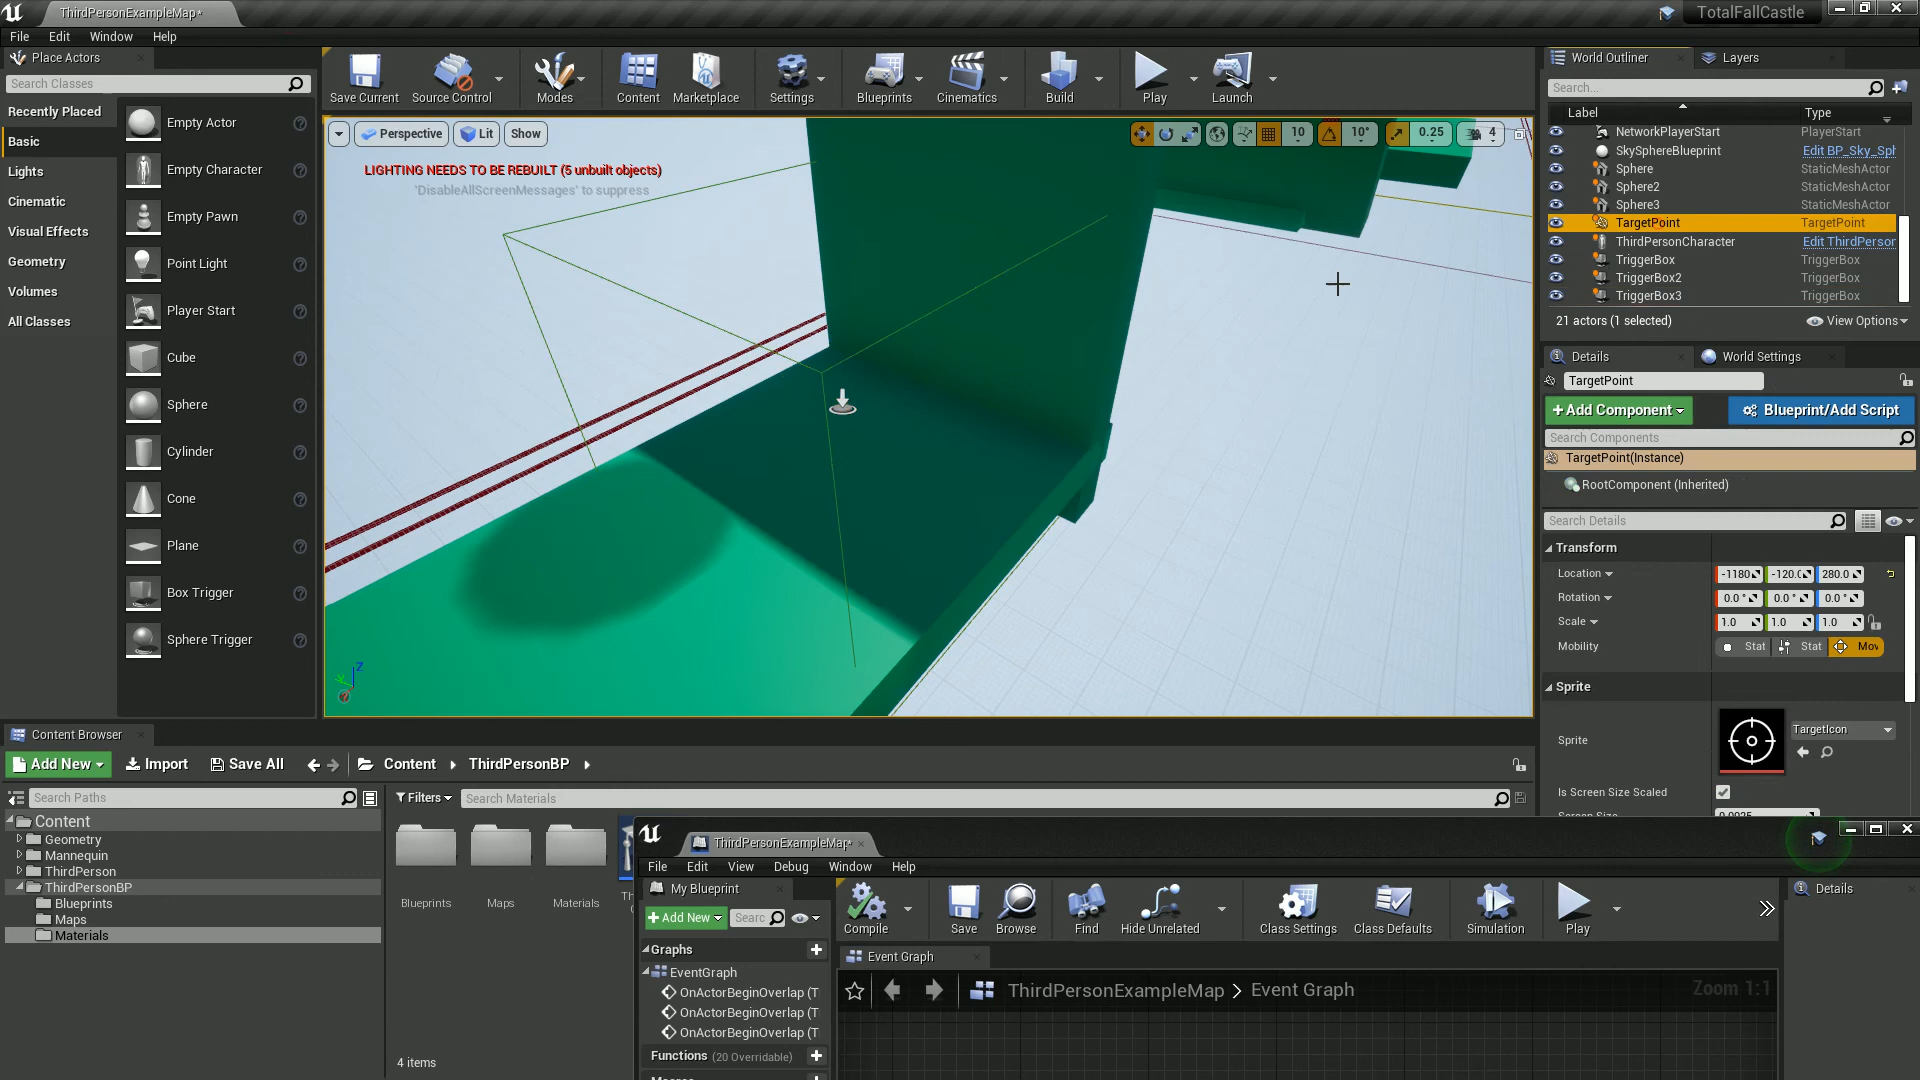 ThirdPersonExampleMap*
TotalFallCastle
File Edit Window Help
Place Actors
Search Classes
Recently Placed
Basic
Lights
Cinematic
Visual Effects
Geometry
Volumes
All Classes
Empty Actor
Empty Character
Empty Pawn
Point Light
Player Start
Cube
Sphere
Cylinder
Cone
Plane
Box Trigger
Sphere Trigger
Save Current
Source Control
Modes
Content
Marketplace
Settings
Blueprints
Cinematics
Build
Play
Launch
Perspective
Lit
Show
10
10°
0.25
4
LIGHTING NEEDS TO BE REBUILT (5 unbuilt objects)
'DisableAllScreenMessages' to suppress
Z
World Outliner
Layers
Search...
Label Type
NetworkPlayerStart PlayerStart
SkySphereBlueprint Edit BP_Sky_Sph
Sphere StaticMeshActor
Sphere2 StaticMeshActor
Sphere3 StaticMeshActor
TargetPoint TargetPoint
ThirdPersonCharacter Edit ThirdPerson
TriggerBox TriggerBox
TriggerBox2 TriggerBox
TriggerBox3 TriggerBox
21 actors (1 selected)
View Options
Details
World Settings
TargetPoint
+Add Component
Blueprint/Add Script
Search Components
TargetPoint(Instance)
RootComponent (Inherited)
Search Details
Transform
Location -1180 -120.0 280.0
Rotation 0.0 ° 0.0 ° 0.0 °
Scale 1.0 1.0 1.0
Mobility Stat Stat Mov
Sprite
Sprite
TargetIcon
Is Screen Size Scaled
Content Browser
Add New
Import
Save All
Content
ThirdPersonBP
Search Paths
Filters
Search Materials
Content
Geometry
Mannequin
ThirdPerson
ThirdPersonBP
Blueprints
Maps
Materials
Blueprints
Maps
Materials
4 items
ThirdPersonExampleMap*
File Edit View Debug Window Help
My Blueprint
+Add New
Searc
Graphs
EventGraph
OnActorBeginOverlap (T
OnActorBeginOverlap (T
OnActorBeginOverlap (T
Functions (20 Overridable)
Compile
Save
Browse
Find
Hide Unrelated
Class Settings
Class Defaults
Simulation
Play
Details
Event Graph
ThirdPersonExampleMap > Event Graph
Zoom 1:1